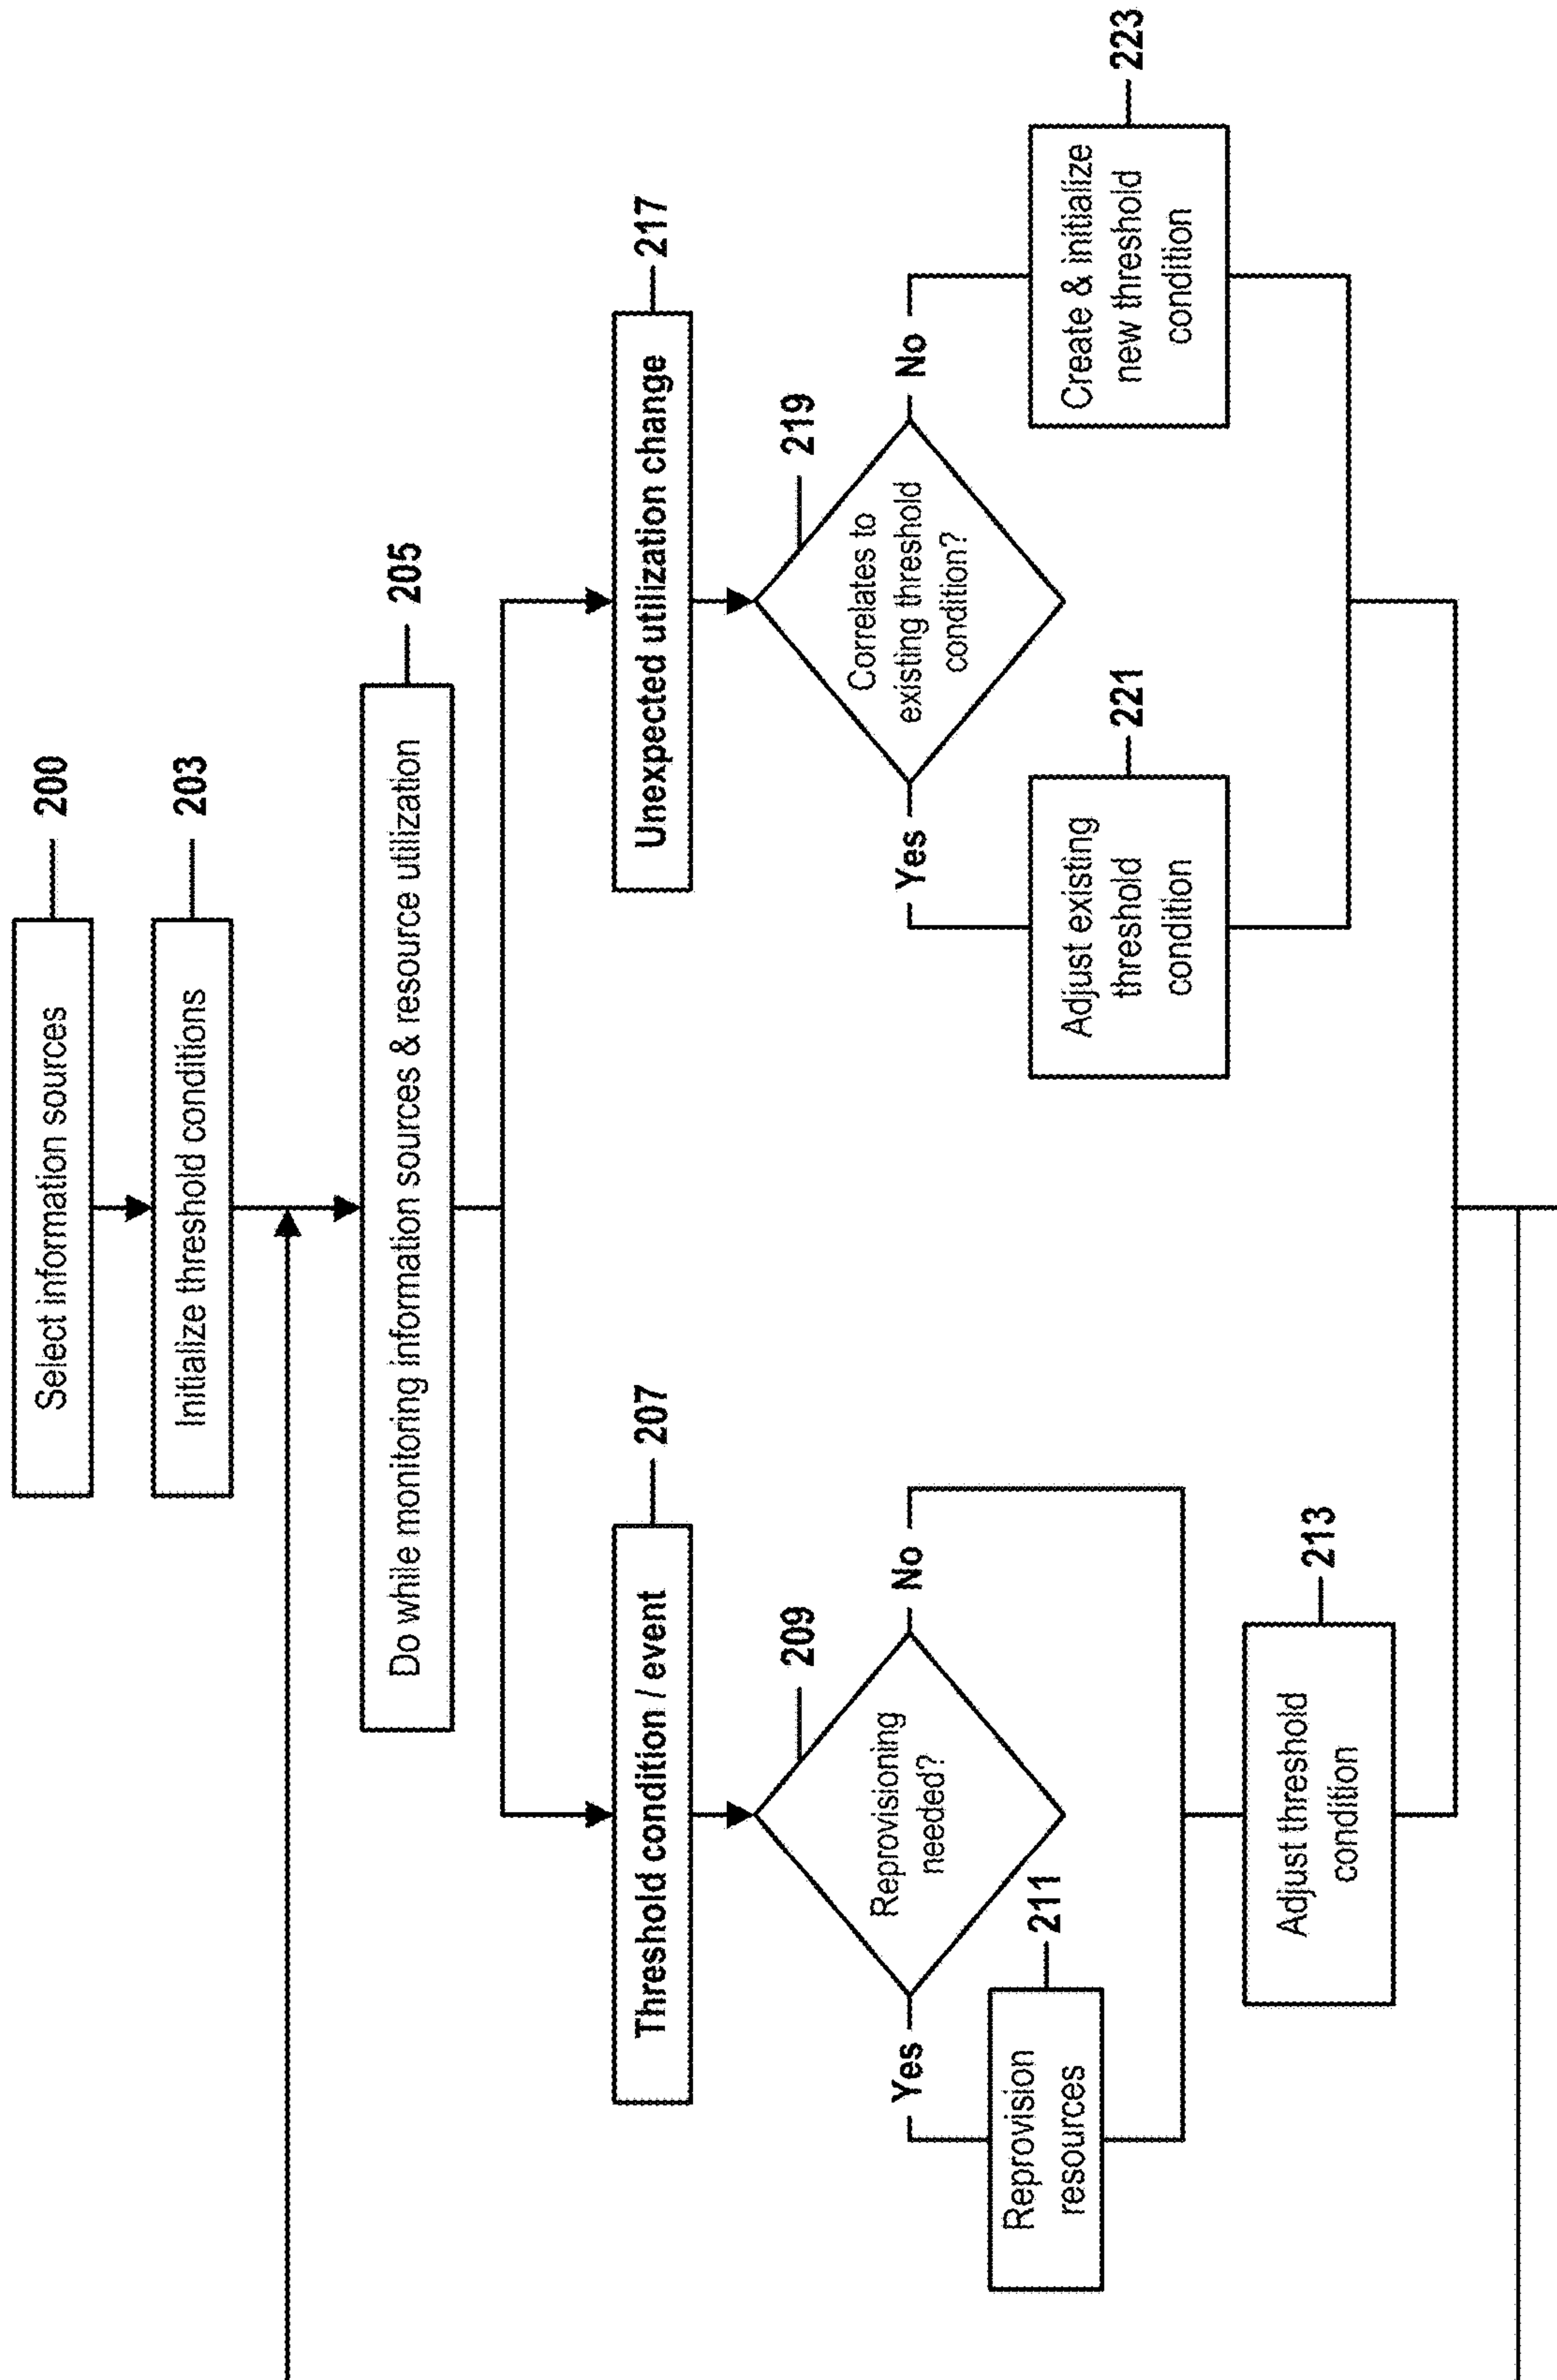 Select information sources
200
Initialize threshold conditions
203
Do while monitoring information sources & resource utilization
205
Threshold condition / event
207
Reprovisioning
needed?
209
Yes
No
Reprovision
resources
211
Adjust threshold
condition
213
Unexpected utilization change
217
Correlates to
existing threshold
condition?
219
Yes
No
Adjust existing
threshold
condition
221
Create & initialize
new threshold
condition
223